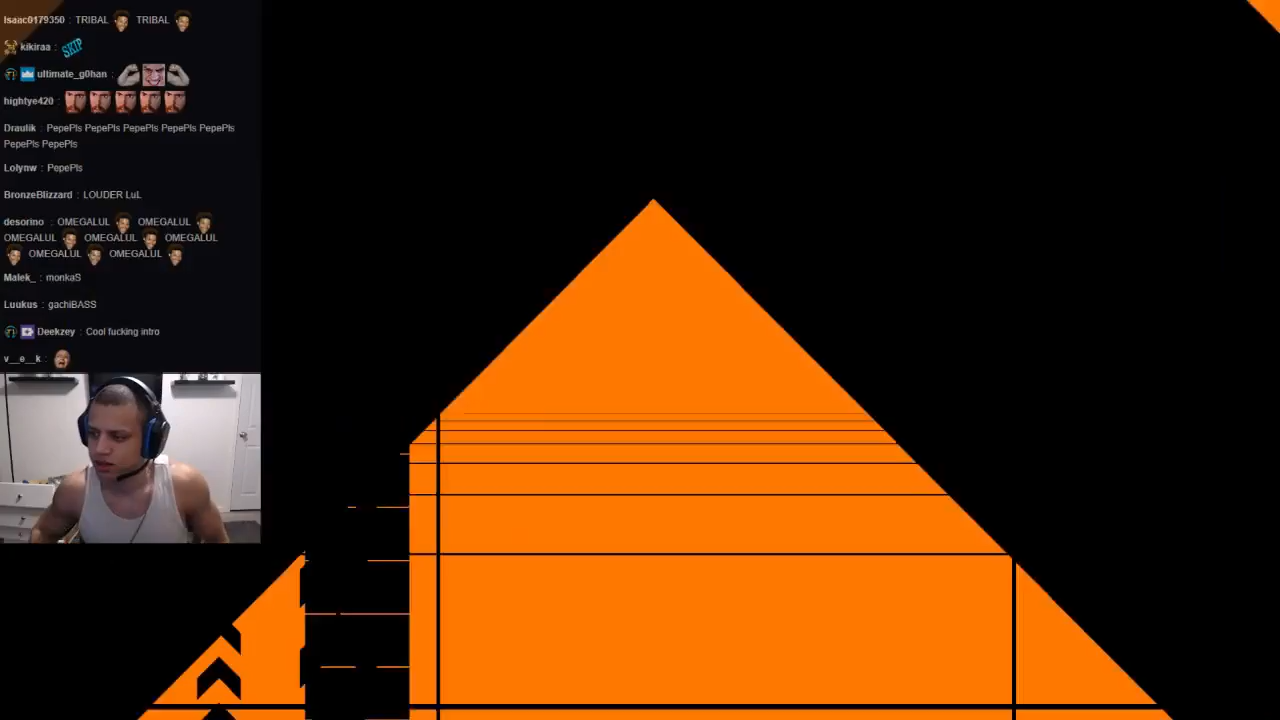 Isaac0179350 : TRIBAL TRIBAL
kikiraa : SKIP
ultimate_g0han :
hightye420 :
Draulik : PepePls PepePls PepePls PepePls PepePls
PepePls PepePls
Lolynw : PepePls
BronzeBlizzard : LOUDER LuL
desorino : OMEGALUL OMEGALUL
OMEGALUL OMEGALUL OMEGALUL
OMEGALUL OMEGALUL
Malek_ : monkaS
Luukus : gachiBASS
Deekzey : Cool fucking intro
v__e__k :